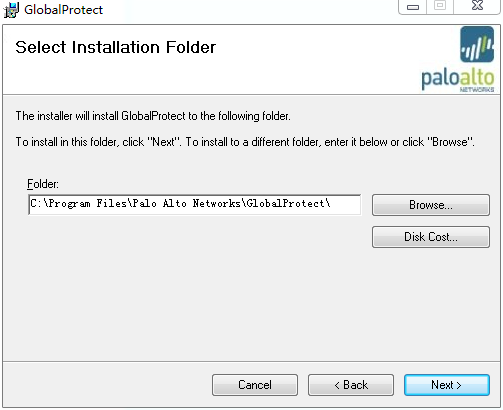 GlobalProtect
Select Installation Folder
paloalto
NETWORKS
The installer will install GlobalProtect to the following folder.
To install in this folder, click "Next". To install to a different folder, enter it below or click "Browse".
Folder:
C:\Program Files\Palo Alto Networks\GlobalProtect\
Browse...
Disk Cost...
Cancel
< Back
Next >